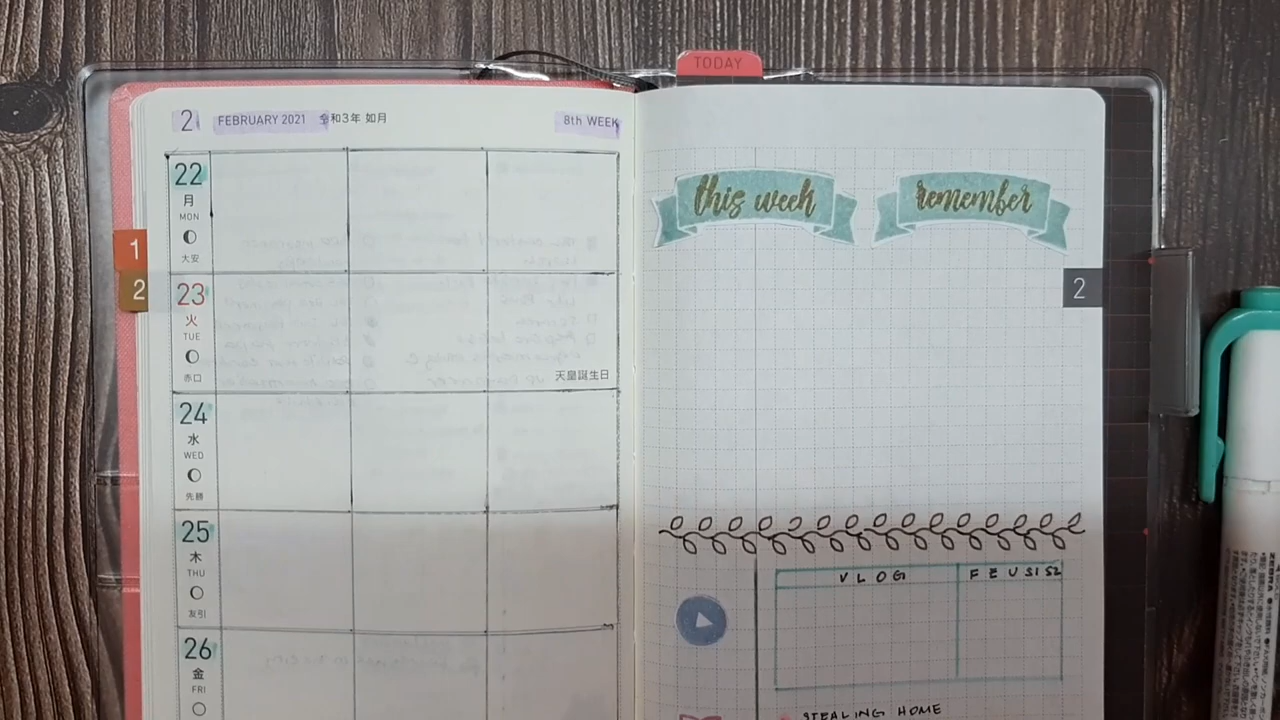 TODAY
2 FEBRUARY 2021 令和3年 如月 8th WEEK
22
月
MON
大安
1
2
23
火
TUE
赤口
天皇誕生日
24
水
WED
先勝
25
木
THU
友引
26
金
FRI
this week remember
2
VLOG FEUSISL
STEALING HOME